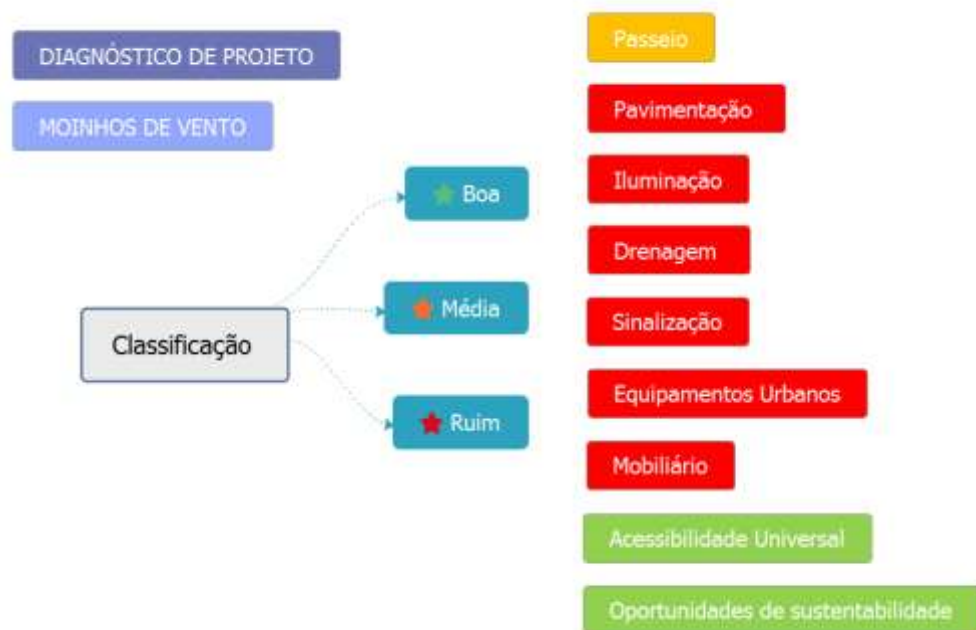 DIAGNÓSTICO DE PROJETO
MOINHOS DE VENTO
Classificação
Boa
Média
Ruim
Passeio
Pavimentação
Iluminação
Drenagem
Sinalização
Equipamentos Urbanos
Mobiliário
Acessibilidade Universal
Oportunidades de sustentabilidade